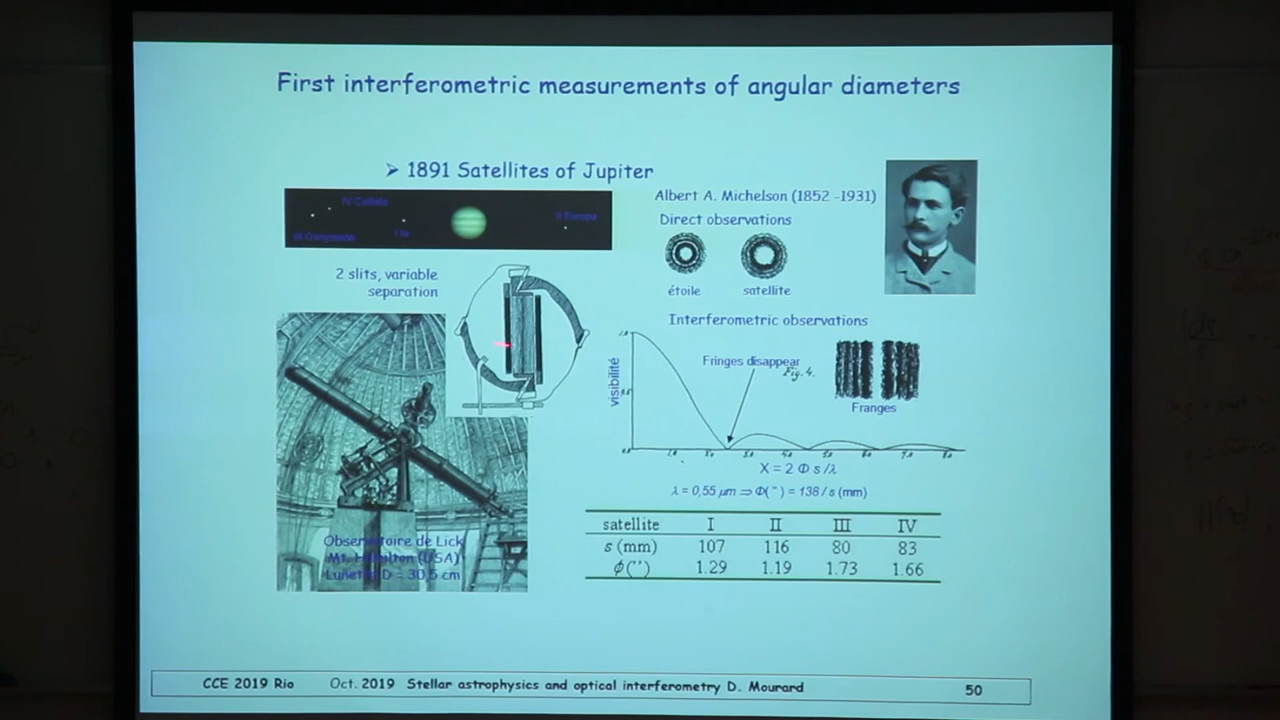 First interferometric measurements of angular diameters
➢ 1891 Satellites of Jupiter
IV Callisto
III Ganymede
I Io
II Europa
Albert A. Michelson (1852 -1931)
Direct observations
étoile
satellite
2 slits, variable
separation
Interferometric observations
Fringes disappear
Fig. 4.
visibilité
Franges
X = 2 Φ s /λ
λ = 0,55 µm ⇒ Φ(") = 138 / s (mm)
satellite I II III IV
s (mm) 107 116 80 83
ϕ('') 1.29 1.19 1.73 1.66
Observatoire de Lick
Mt. Hamilton (USA)
Lunette D = 30,5 cm
CCE 2019 Rio Oct. 2019 Stellar astrophysics and optical interferometry D. Mourard 50